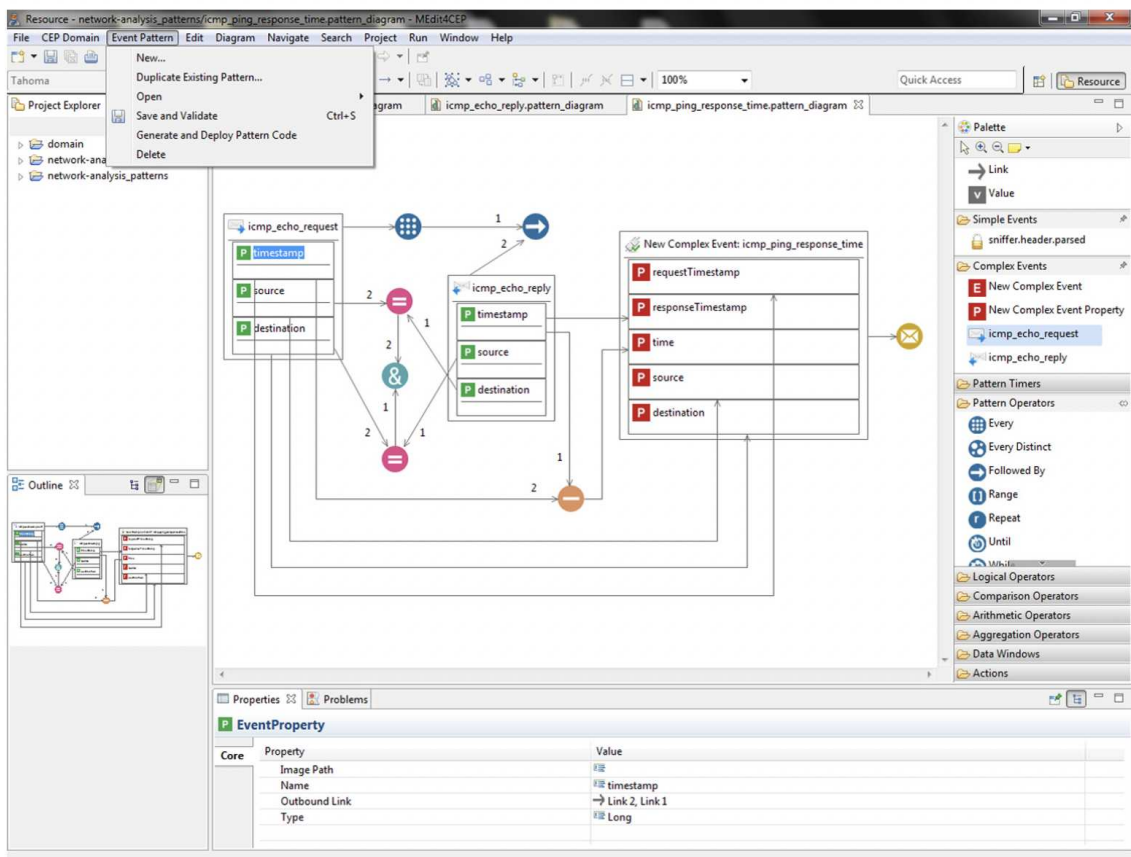 Resource - network-analysis_patterns/icmp_ping_response_time.pattern_diagram - MEdit4CEP
File CEP Domain Event Pattern Edit Diagram Navigate Search Project Run Window Help
New...
Duplicate Existing Pattern...
Open
Save and Validate Ctrl+S
Generate and Deploy Pattern Code
Delete
Tahoma
100%
Quick Access
Resource
Project Explorer
domain
network-ana
network-analysis_patterns
agram
icmp_echo_reply.pattern_diagram
icmp_ping_response_time.pattern_diagram
icmp_echo_request
P timestamp
P source
P destination
1
2
2
=
1
2
&
1
2
1
=
icmp_echo_reply
P timestamp
P source
P destination
1
2
New Complex Event: icmp_ping_response_time
P requestTimestamp
P responseTimestamp
P time
P source
P destination
Palette
Link
V Value
Simple Events
sniffer.header.parsed
Complex Events
E New Complex Event
P New Complex Event Property
icmp_echo_request
icmp_echo_reply
Pattern Timers
Pattern Operators
Every
Every Distinct
Followed By
Range
r Repeat
Until
While
Logical Operators
Comparison Operators
Arithmetic Operators
Aggregation Operators
Data Windows
Actions
Outline
Properties Problems
P EventProperty
Core
Property Value
Image Path
Name timestamp
Outbound Link Link 2, Link 1
Type Long